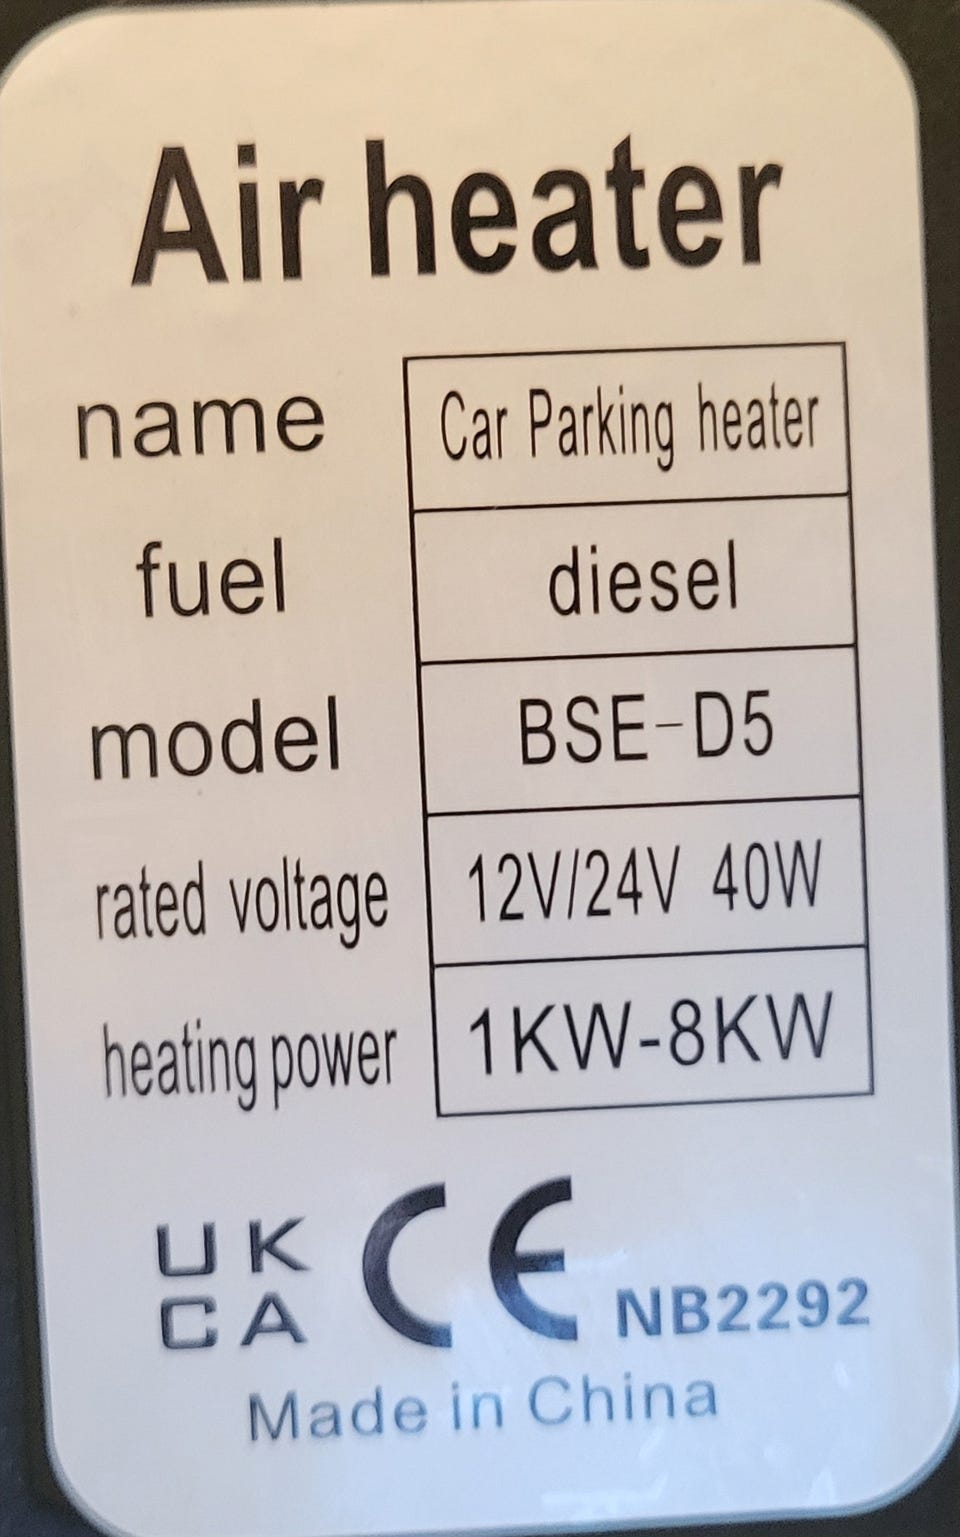 Air heater
name Car Parking heater
fuel diesel
model BSE-D5
rated voltage 12V/24V 40W
heating power 1KW-8KW
UK
CA CE NB2292
Made in China